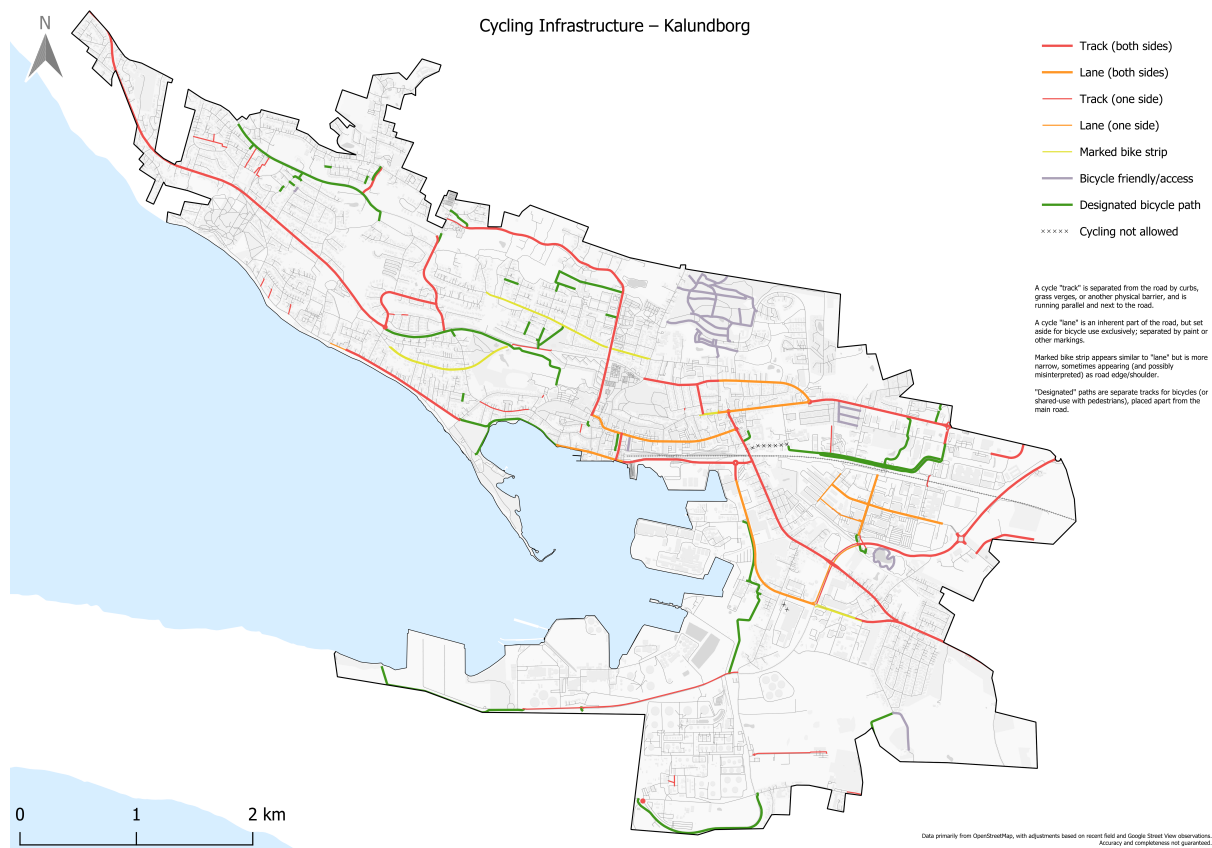 Cycling Infrastructure – Kalundborg
N
Track (both sides)
Lane (both sides)
Track (one side)
Lane (one side)
Marked bike strip
Bicycle friendly/access
Designated bicycle path
Cycling not allowed
A cycle "track" is separated from the road by curbs,
grass verges, or another physical barrier, and is
running parallel and next to the road.
A cycle "lane" is an inherent part of the road, but set
aside for bicycle use exclusively; separated by paint or
other markings.
Marked bike strip appears similar to "lane" but is more
narrow, sometimes appearing (and possibly
misinterpreted) as road edge/shoulder.
"Designated" paths are separate tracks for bicycles (or
shared-use with pedestrians), placed apart from the
main road.
0 1 2 km
Data primarily from OpenStreetMap, with adjustments based on recent field and Google Street View observations.
Accuracy and completeness not guaranteed.